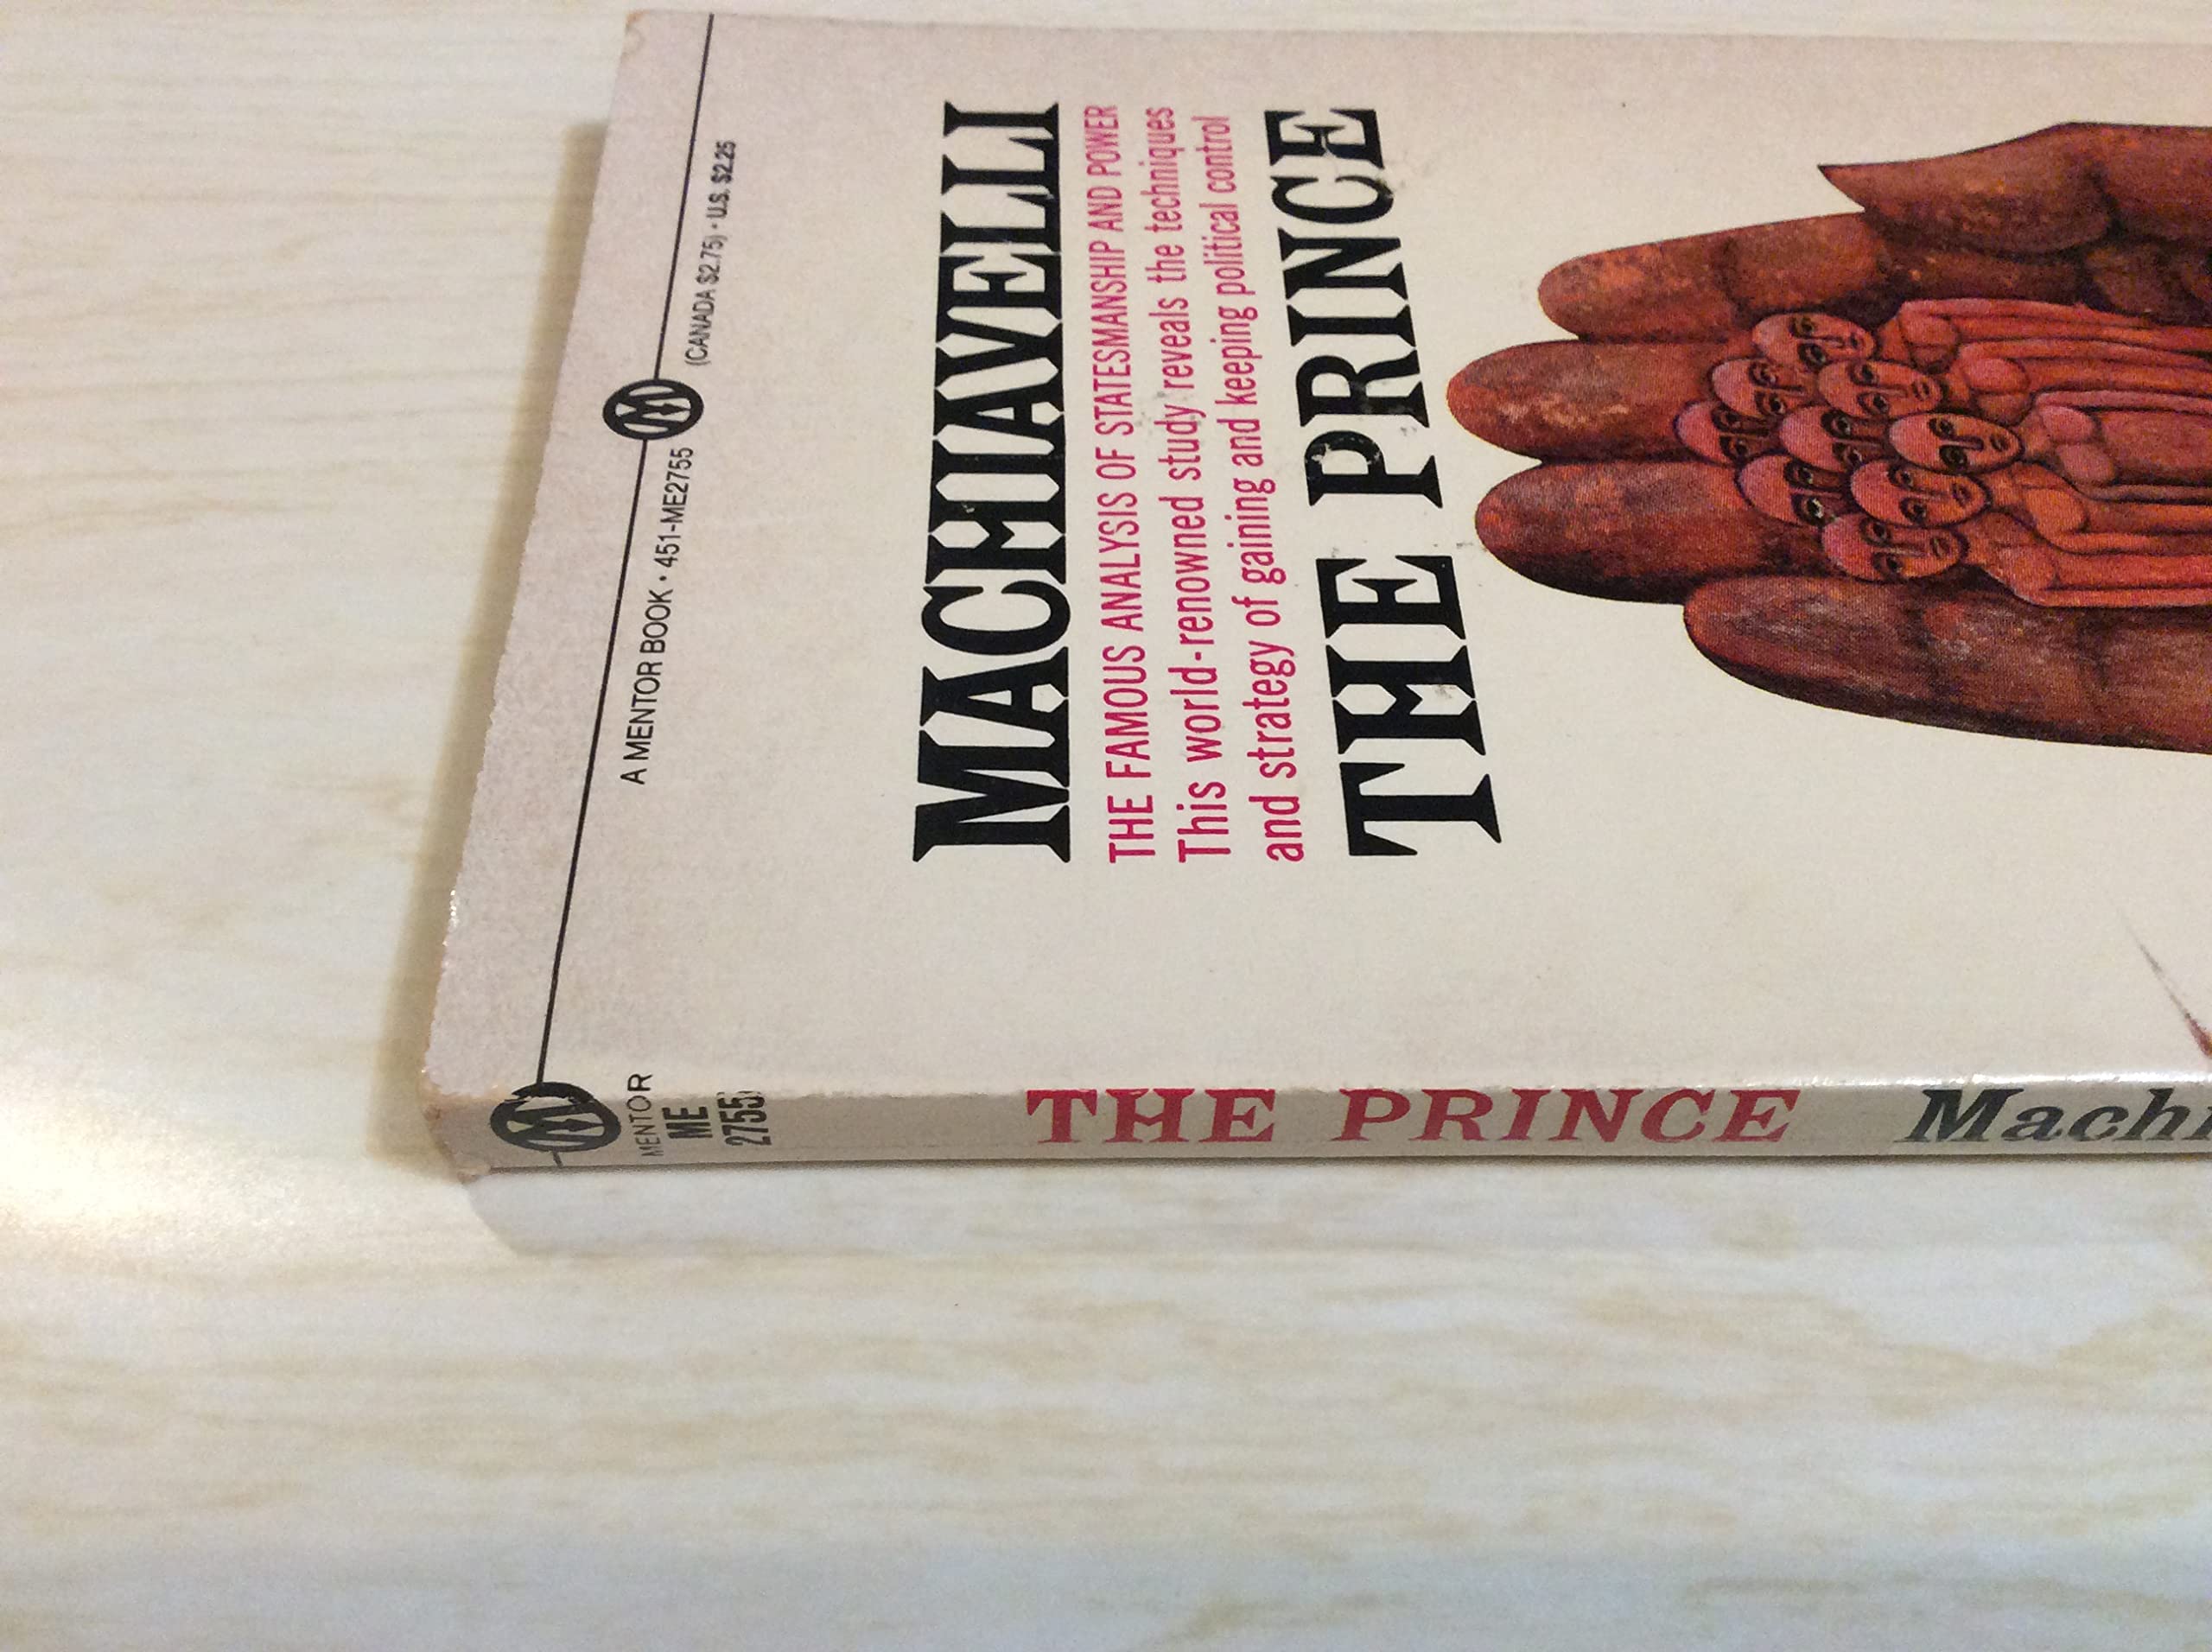 A MENTOR BOOK • 451-ME2755
(CANADA $2.75) • U.S. $2.25
MACHIAVELLI
THE FAMOUS ANALYSIS OF STATESMANSHIP AND POWER
This world-renowned study reveals the techniques
and strategy of gaining and keeping political control
THE PRINCE
MENTOR
ME
2755
THE PRINCE Machi